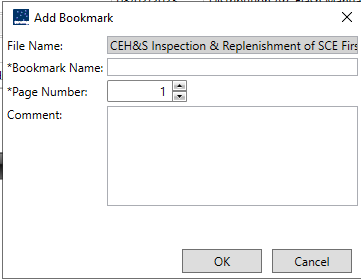 Add Bookmark
File Name: CEH&S Inspection & Replenishment of SCE Firs
*Bookmark Name:
*Page Number: 1
Comment:
OK Cancel